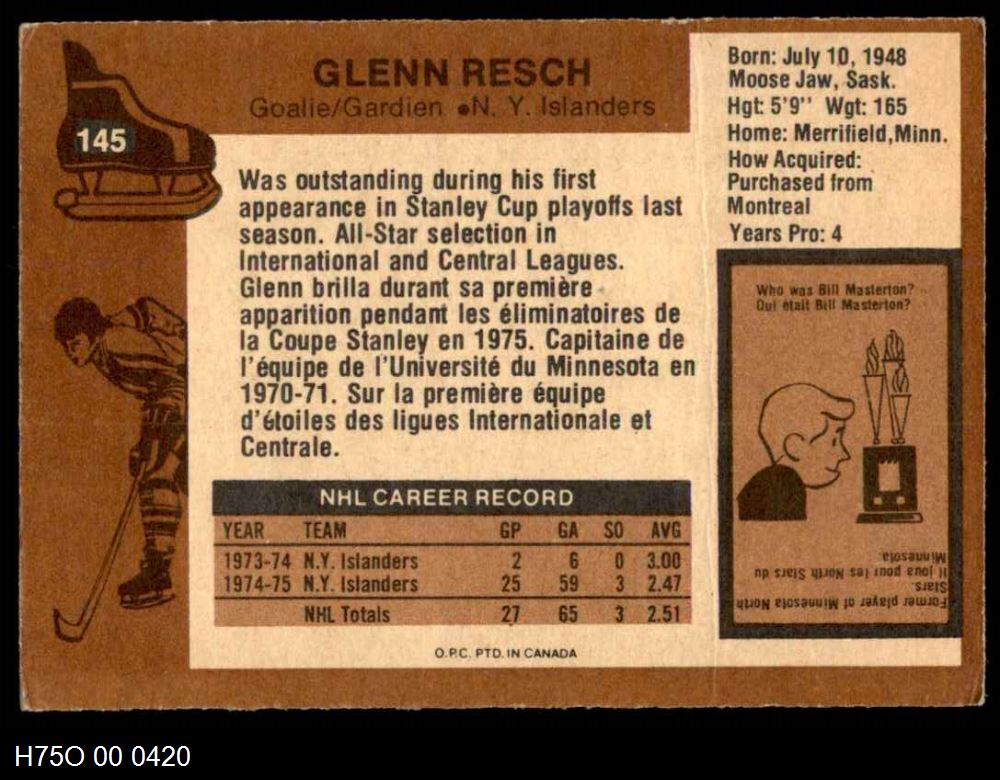 GLENN RESCH
Goalie/Gardien ●N. Y. Islanders
145
Was outstanding during his first
appearance in Stanley Cup playoffs last
season. All-Star selection in
International and Central Leagues.
Glenn brilla durant sa première
apparition pendant les éliminatoires de
la Coupe Stanley en 1975. Capitaine de
l'équipe de l'Université du Minnesota en
1970-71. Sur la première équipe
d'étoiles des ligues Internationale et
Centrale.
NHL CAREER RECORD
YEAR TEAM GP GA SO AVG
1973-74 N.Y. Islanders 2 6 0 3.00
1974-75 N.Y. Islanders 25 59 3 2.47
NHL Totals 27 65 3 2.51
O.P.C. PTD. IN CANADA
Born: July 10, 1948
Moose Jaw, Sask.
Hgt: 5'9'' Wgt: 165
Home: Merrifield, Minn.
How Acquired:
Purchased from
Montreal
Years Pro: 4
Who was Bill Masterton?
Qui était Bill Masterton?
Former player of Minnesota North
Stars.
Il joua pour les North Stars du
Minnesota.
H75O 00 0420